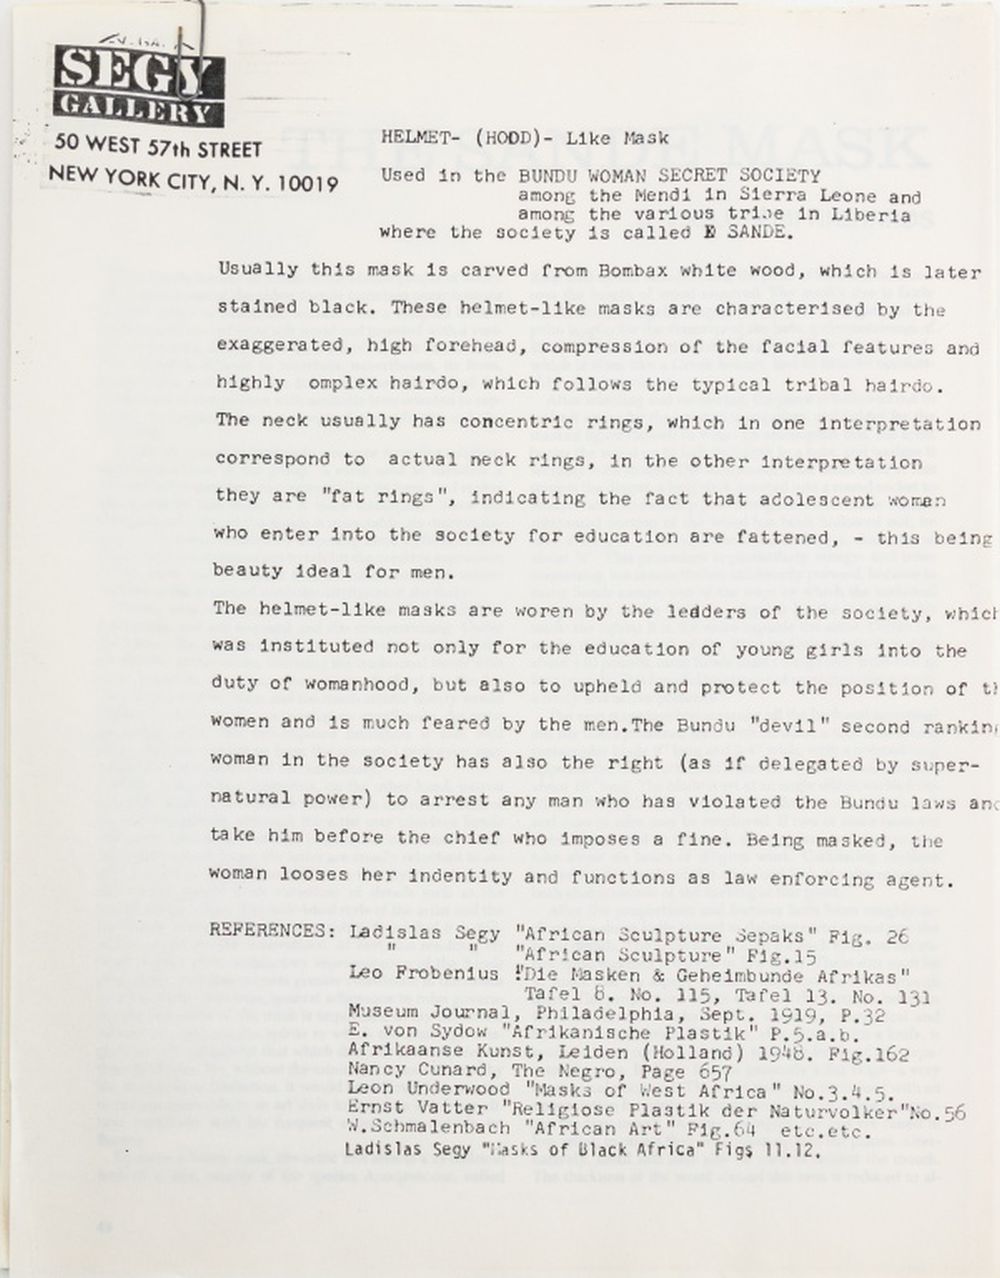 SEGY
GALLERY
50 WEST 57th STREET
NEW YORK CITY, N. Y. 10019
HELMET- (HODD)- Like Mask
Used in the BUNDU WOMAN SECRET SOCIETY
among the Mendi in Sierra Leone and
among the various tribe in Liberia
where the society is called SANDE.
Usually this mask is carved from Bombax white wood, which is later
stained black. These helmet-like masks are characterised by the
exaggerated, high forehead, compression of the facial features and
highly omplex hairdo, which follows the typical tribal hairdo.
The neck usually has concentric rings, which in one interpretation
correspond to actual neck rings, in the other interpretation
they are "fat rings", indicating the fact that adolescent woman
who enter into the society for education are fattened, - this being
beauty ideal for men.
The helmet-like masks are woren by the leaders of the society, which
was instituted not only for the education of young girls into the
duty of womanhood, but also to upheld and protect the position of th
women and is much feared by the men.The Bundu "devil" second rankin
woman in the society has also the right (as if delegated by super-
natural power) to arrest any man who has violated the Bundu laws and
take him before the chief who imposes a fine. Being masked, the
woman looses her indentity and functions as law enforcing agent.
REFERENCES: Ladislas Segy "African Sculpture Sepaks" Fig. 26
" " "African Sculpture" Fig.15
Leo Frobenius "Die Masken & Geheimbunde Afrikas"
Tafel 8. No. 115, Tafel 13. No. 131
Museum Journal, Philadelphia, Sept. 1919, P.32
E. von Sydow "Afrikanische Plastik" P.5.a.b.
Afrikaanse Kunst, Leiden (Holland) 1948. Fig.162
Nancy Cunard, The Negro, Page 657
Leon Underwood "Masks of West Africa" No.3.4.5.
Ernst Vatter "Religiose Plastik der Naturvolker"No.56
W.Schmalenbach "African Art" Fig.64 etc.etc.
Ladislas Segy "Masks of Black Africa" Figs 11.12.